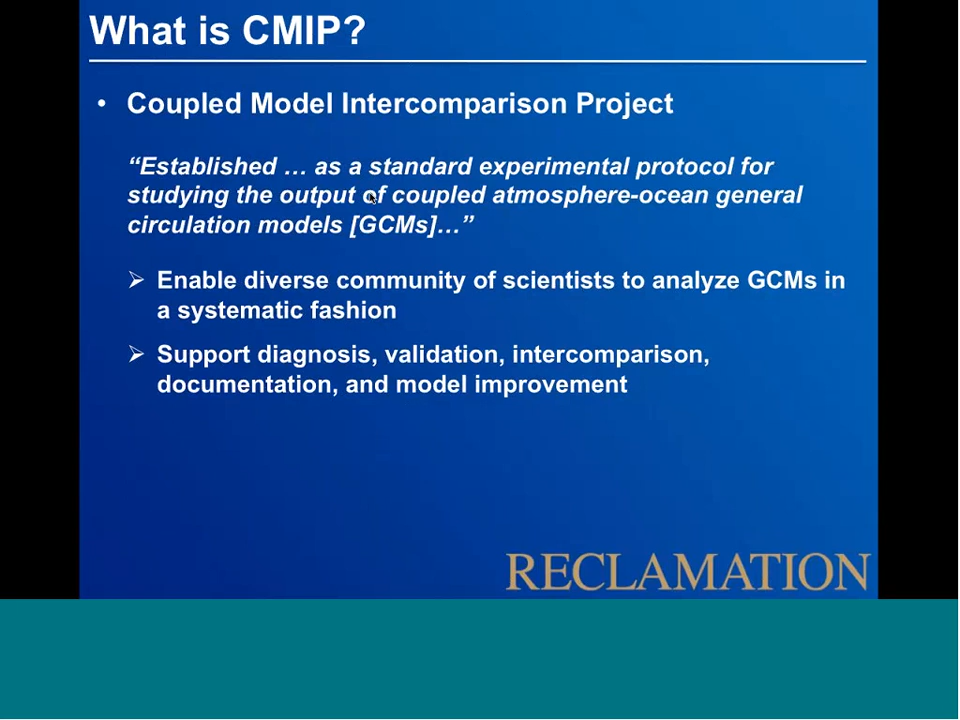 What is CMIP?
• Coupled Model Intercomparison Project
“Established … as a standard experimental protocol for
studying the output of coupled atmosphere-ocean general
circulation models [GCMs]…”
➢ Enable diverse community of scientists to analyze GCMs in
a systematic fashion
➢ Support diagnosis, validation, intercomparison,
documentation, and model improvement
RECLAMATION